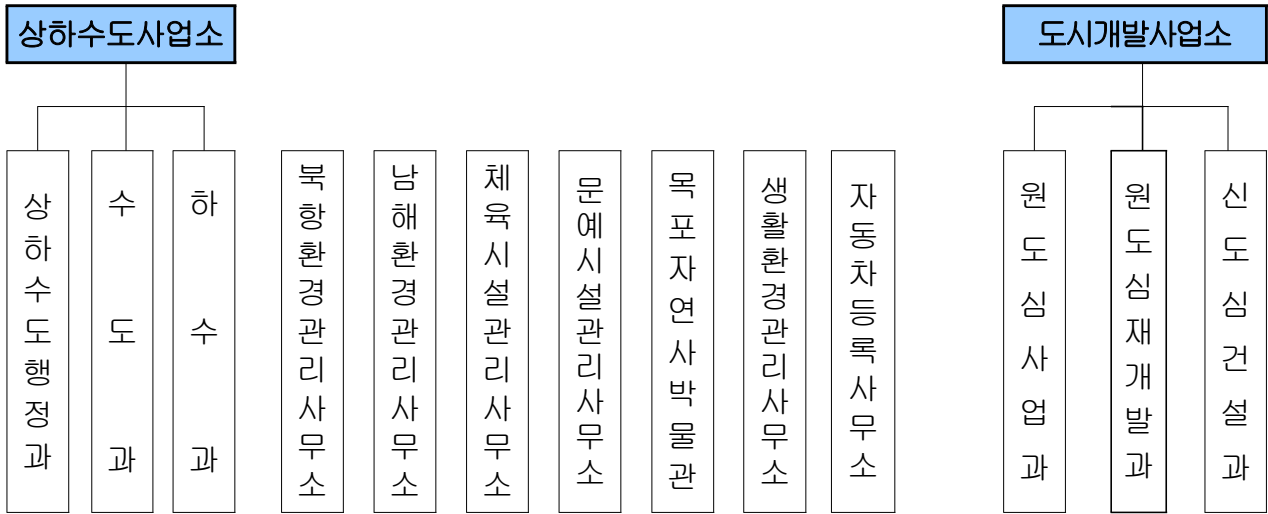 상하수도사업소
도시개발사업소
상하수도행정과
수도과
하수과
북항환경관리사무소
남해환경관리사무소
체육시설관리사무소
문예시설관리사무소
목포자연사박물관
생활환경관리사무소
자동차등록사무소
원도심사업과
원도심재개발과
신도심건설과